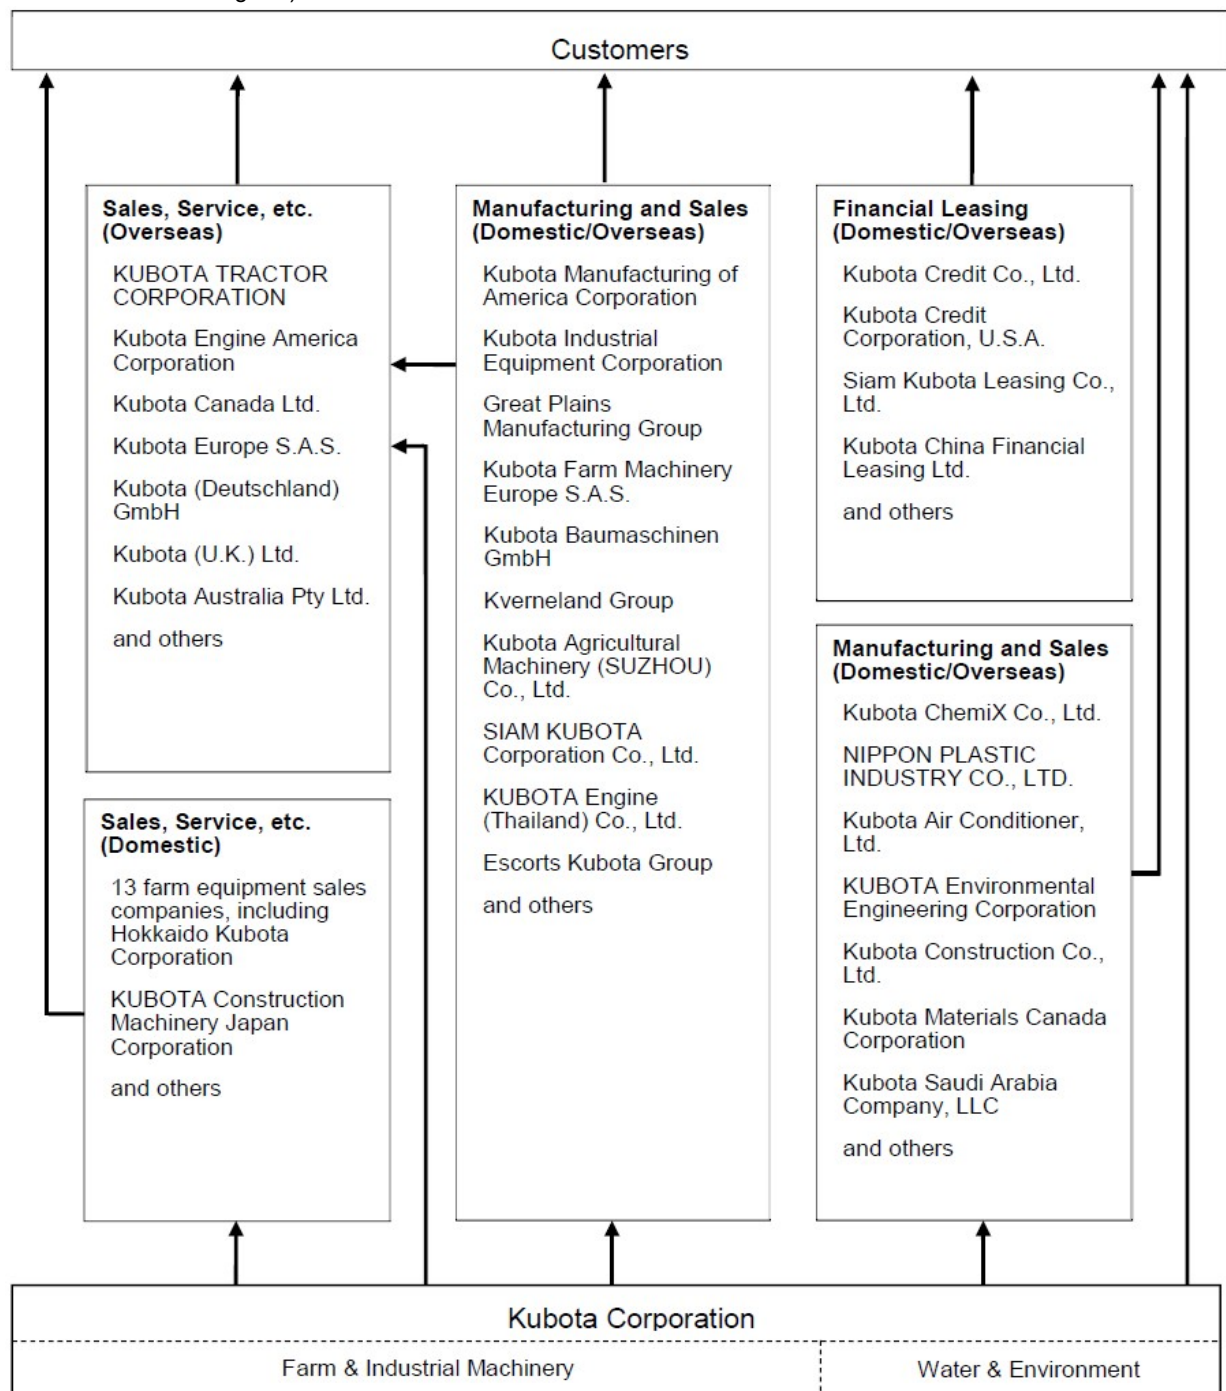 Customers
Sales, Service, etc.
(Overseas)
KUBOTA TRACTOR
CORPORATION
Kubota Engine America
Corporation
Kubota Canada Ltd.
Kubota Europe S.A.S.
Kubota (Deutschland)
GmbH
Kubota (U.K.) Ltd.
Kubota Australia Pty Ltd.
and others
Sales, Service, etc.
(Domestic)
13 farm equipment sales
companies, including
Hokkaido Kubota
Corporation
KUBOTA Construction
Machinery Japan
Corporation
and others
Manufacturing and Sales
(Domestic/Overseas)
Kubota Manufacturing of
America Corporation
Kubota Industrial
Equipment Corporation
Great Plains
Manufacturing Group
Kubota Farm Machinery
Europe S.A.S.
Kubota Baumaschinen
GmbH
Kverneland Group
Kubota Agricultural
Machinery (SUZHOU)
Co., Ltd.
SIAM KUBOTA
Corporation Co., Ltd.
KUBOTA Engine
(Thailand) Co., Ltd.
Escorts Kubota Group
and others
Financial Leasing
(Domestic/Overseas)
Kubota Credit Co., Ltd.
Kubota Credit
Corporation, U.S.A.
Siam Kubota Leasing Co.,
Ltd.
Kubota China Financial
Leasing Ltd.
and others
Manufacturing and Sales
(Domestic/Overseas)
Kubota ChemiX Co., Ltd.
NIPPON PLASTIC
INDUSTRY CO., LTD.
Kubota Air Conditioner,
Ltd.
KUBOTA Environmental
Engineering Corporation
Kubota Construction Co.,
Ltd.
Kubota Materials Canada
Corporation
Kubota Saudi Arabia
Company, LLC
and others
Kubota Corporation
Farm & Industrial Machinery
Water & Environment